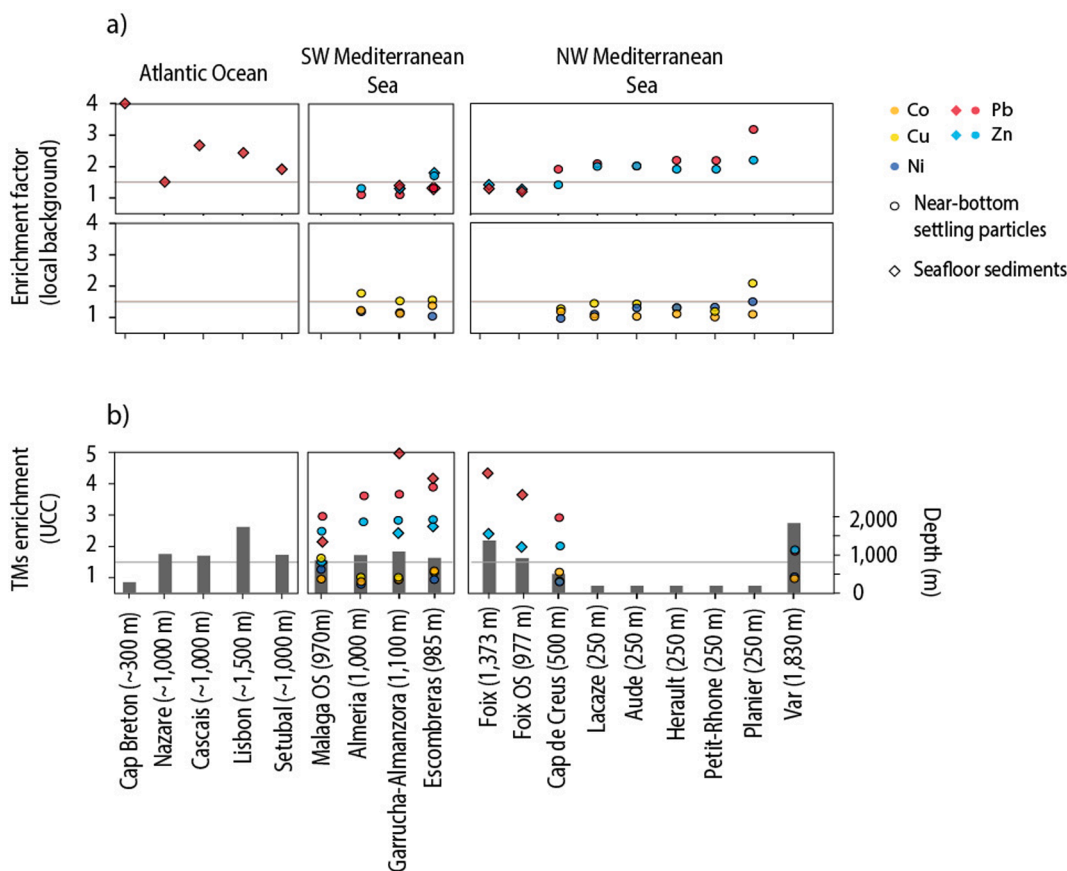 a)
Atlantic Ocean
SW Mediterranean
Sea
NW Mediterranean
Sea
Enrichment factor
(local background)
4
3
2
1
4
3
2
1
Co
Pb
Cu
Zn
Ni
Near-bottom
settling particles
Seafloor sediments
b)
TMs enrichment
(UCC)
5
4
3
2
1
2,000
1,000
0
Depth (m)
Cap Breton (~300 m)
Nazare (~1,000 m)
Cascais (~1,000 m)
Lisbon (~1,500 m)
Setubal (~1,000 m)
Malaga OS (970m)
Almeria (1,000 m)
Garrucha-Almanzora (1,100 m)
Escombreras (985 m)
Foix (1,373 m)
Foix OS (977 m)
Cap de Creus (500 m)
Lacaze (250 m)
Aude (250 m)
Herault (250 m)
Petit-Rhone (250 m)
Planier (250 m)
Var (1,830 m)